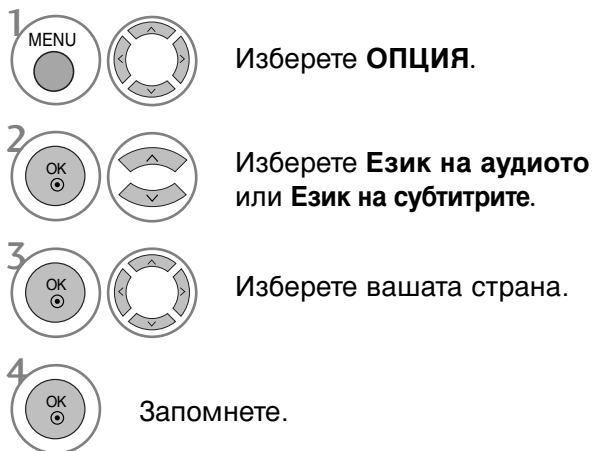 1
MENU
Изберете ОПЦИЯ.
2
OK
Изберете Език на аудиото
или Език на субтитрите.
3
OK
Изберете вашата страна.
4
OK
Запомнете.